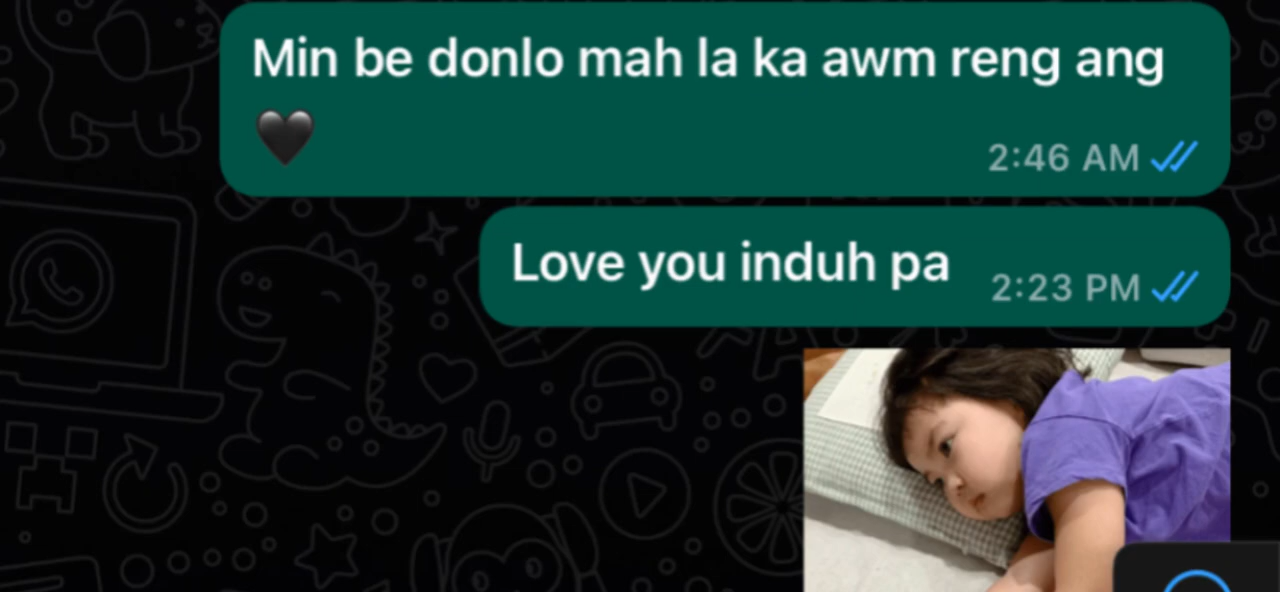 Min be donlo mah la ka awm reng ang
🖤
2:46 AM
Love you induh pa
2:23 PM